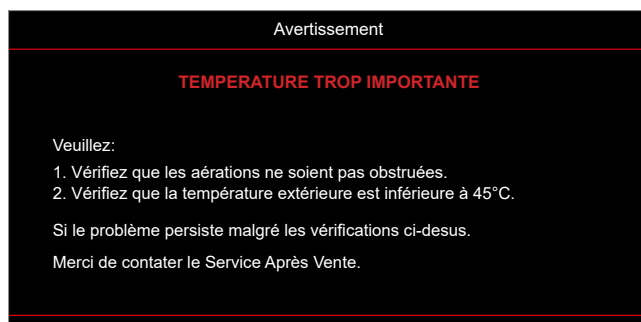 Avertissement
TEMPERATURE TROP IMPORTANTE
Veuillez:
1. Vérifiez que les aérations ne soient pas obstruées.
2. Vérifiez que la température extérieure est inférieure à 45°C.
Si le problème persiste malgré les vérifications ci-desus.
Merci de contater le Service Après Vente.